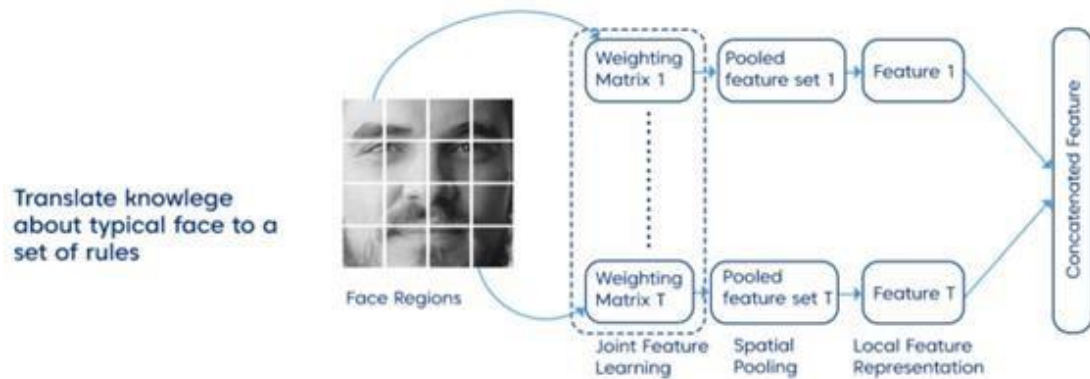 Translate knowlege
about typical face to a
set of rules
Face Regions
Weighting
Matrix 1
Pooled
feature set 1
Feature 1
Weighting
Matrix T
Pooled
feature set T
Feature T
Joint Feature
Learning
Spatial
Pooling
Local Feature
Representation
Concatenated Feature